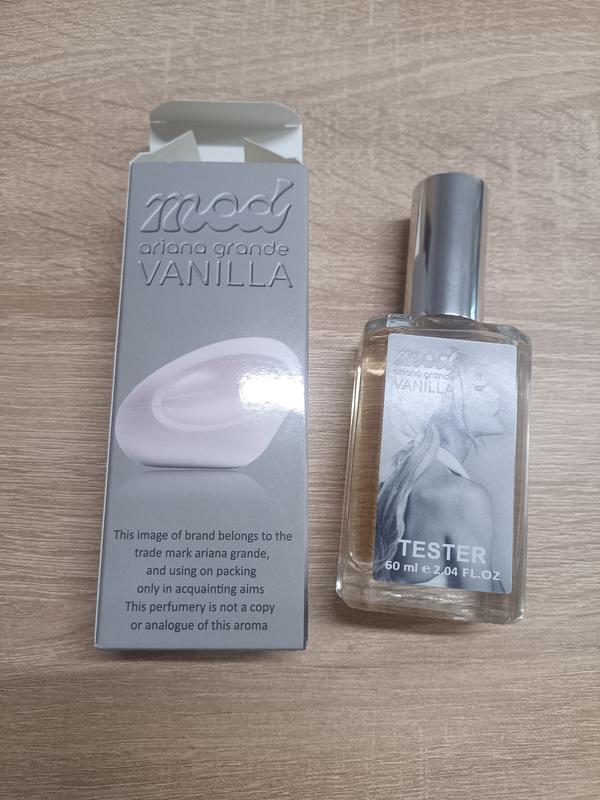 mod
ariana grande
VANILLA
This image of brand belongs to the
trade mark ariana grande,
and using on packing
only in acquainting aims
This perfumery is not a copy
or analogue of this aroma
mod
ariana grande
VANILLA
TESTER
60 ml e 2.04 FL.OZ